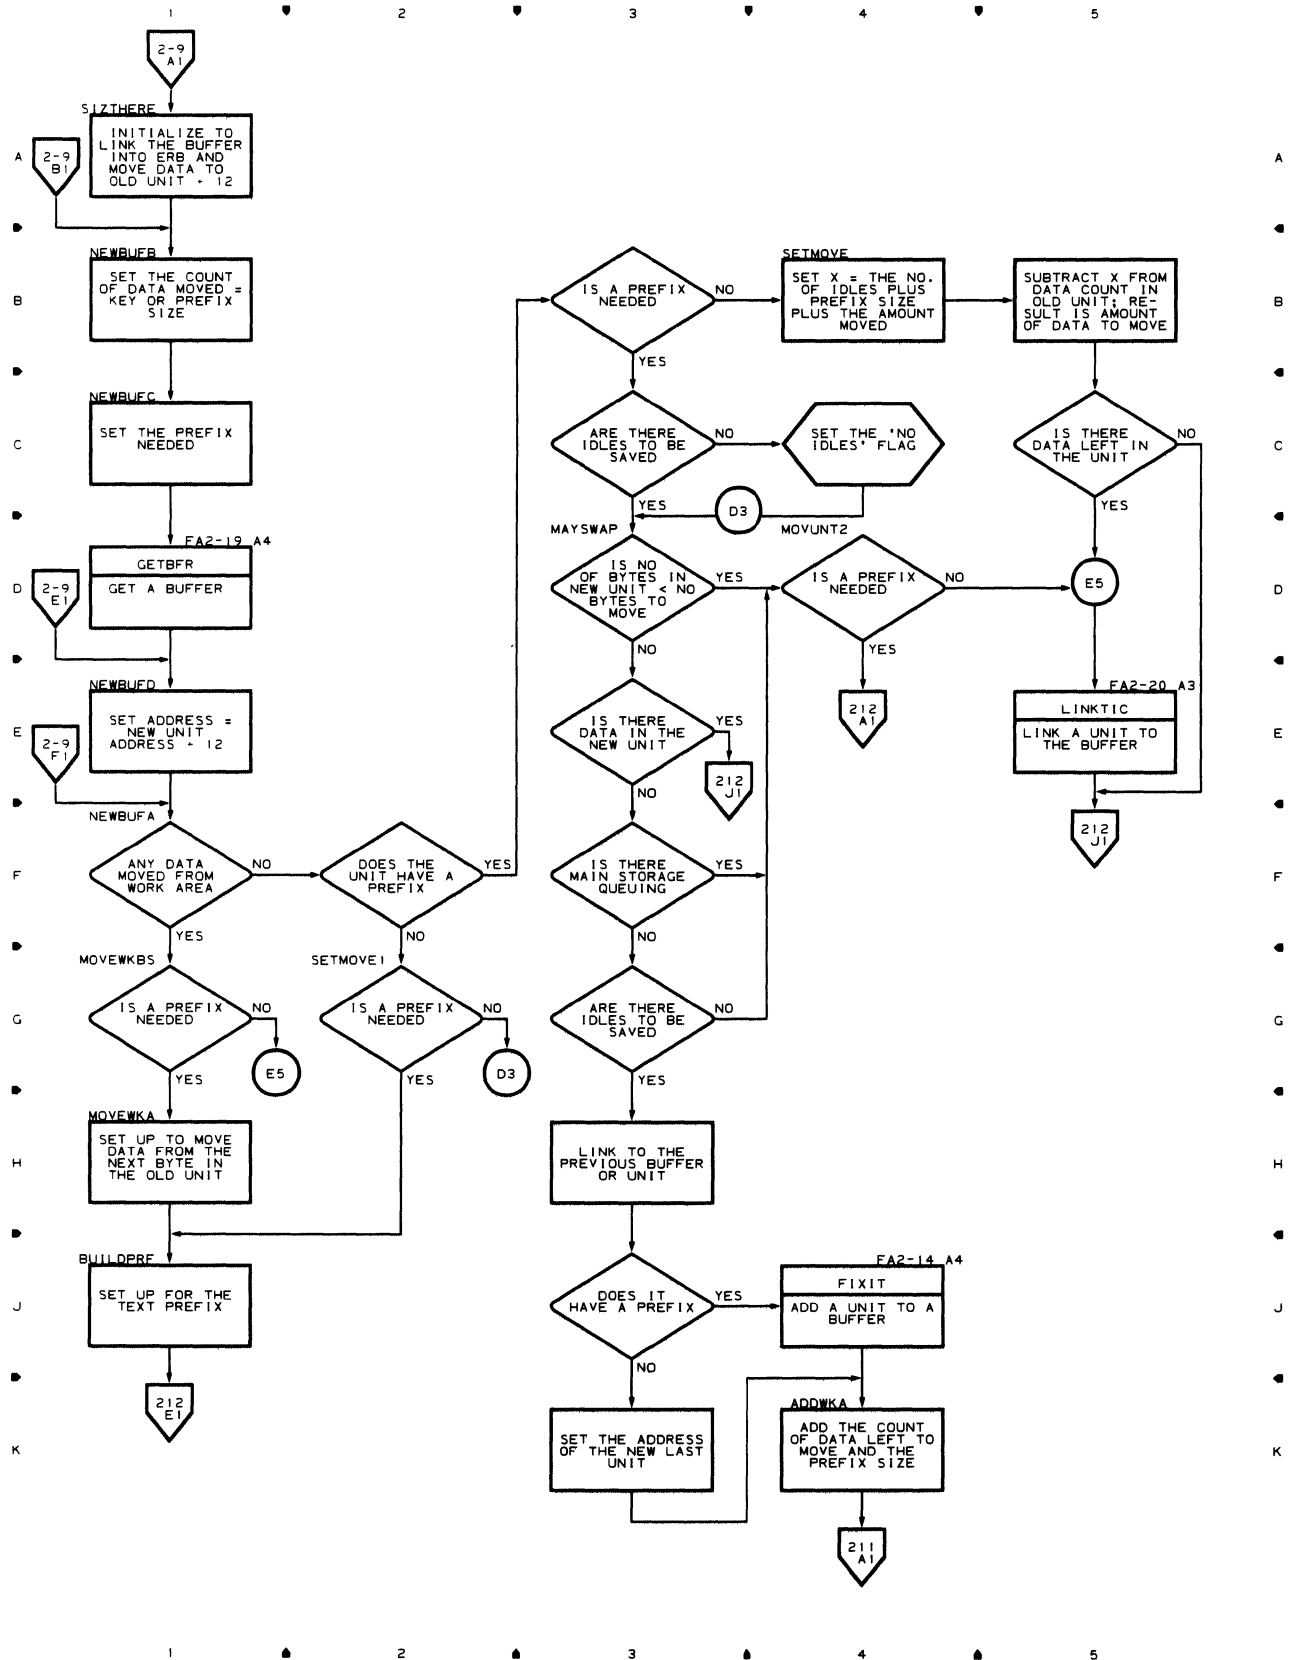 1 2 3 4 5
2-9
A1
SIZTHERE
INITIALIZE TO
LINK THE BUFFER
INTO ERB AND
MOVE DATA TO
OLD UNIT + 12
A
2-9
B1
A
NEWBUFB
SET THE COUNT
OF DATA MOVED =
KEY OR PREFIX
SIZE
B
IS A PREFIX
NEEDED
NO
YES
SETMOVE
SET X = THE NO.
OF IDLES PLUS
PREFIX SIZE
PLUS THE AMOUNT
MOVED
SUBTRACT X FROM
DATA COUNT IN
OLD UNIT; RE-
SULT IS AMOUNT
OF DATA TO MOVE
B
NEWBUFC
SET THE PREFIX
NEEDED
C
ARE THERE
IDLES TO BE
SAVED
NO
YES
SET THE 'NO
IDLES' FLAG
IS THERE
DATA LEFT IN
THE UNIT
NO
YES
C
D3
FA2-19 A4
GETBFR
GET A BUFFER
D
2-9
E1
MAYSWAP
IS NO
OF BYTES IN
NEW UNIT < NO
BYTES TO
MOVE
YES
NO
MOVUNT2
IS A PREFIX
NEEDED
NO
YES
E5
D
NEWBUFD
SET ADDRESS =
NEW UNIT
ADDRESS + 12
E
2-9
F1
IS THERE
DATA IN THE
NEW UNIT
YES
NO
212
J1
212
A1
FA2-20 A3
LINKTIC
LINK A UNIT TO
THE BUFFER
E
212
J1
NEWBUFA
ANY DATA
MOVED FROM
WORK AREA
NO
YES
F
DOES THE
UNIT HAVE A
PREFIX
YES
NO
IS THERE
MAIN STORAGE
QUEUING
YES
NO
F
MOVEWKBS
IS A PREFIX
NEEDED
NO
YES
G
E5
SETMOVE1
IS A PREFIX
NEEDED
NO
YES
D3
ARE THERE
IDLES TO BE
SAVED
NO
YES
G
MOVEWKA
SET UP TO MOVE
DATA FROM THE
NEXT BYTE IN
THE OLD UNIT
H
LINK TO THE
PREVIOUS BUFFER
OR UNIT
H
BUILDPRF
SET UP FOR THE
TEXT PREFIX
J
DOES IT
HAVE A PREFIX
YES
NO
FA2-14 A4
FIXIT
ADD A UNIT TO A
BUFFER
J
212
E1
K
SET THE ADDRESS
OF THE NEW LAST
UNIT
ADDWKA
ADD THE COUNT
OF DATA LEFT TO
MOVE AND THE
PREFIX SIZE
K
211
A1
1 2 3 4 5